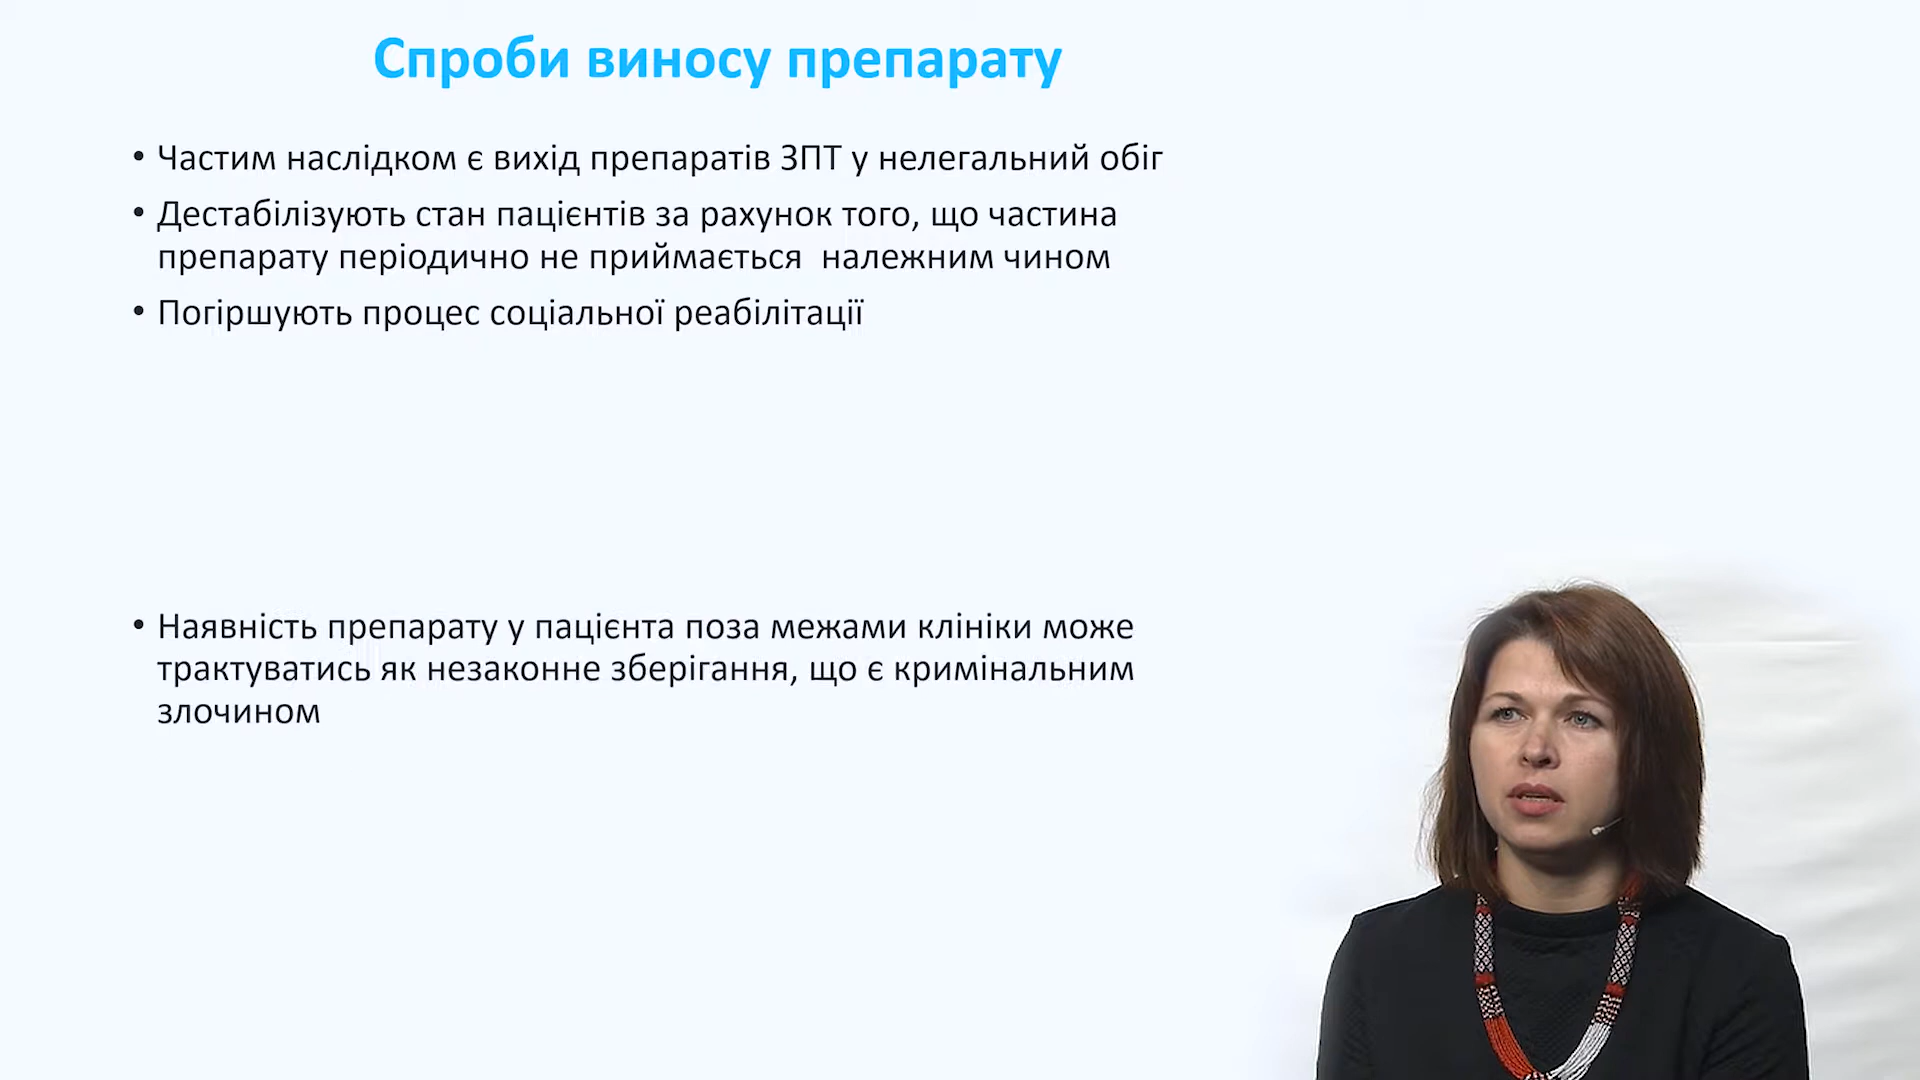 Спроби виносу препарату
• Частим наслідком є вихід препаратів ЗПТ у нелегальний обіг
• Дестабілізують стан пацієнтів за рахунок того, що частина
препарату періодично не приймається  належним чином
• Погіршують процес соціальної реабілітації
• Наявність препарату у пацієнта поза межами клініки може
трактуватись як незаконне зберігання, що є кримінальним
злочином